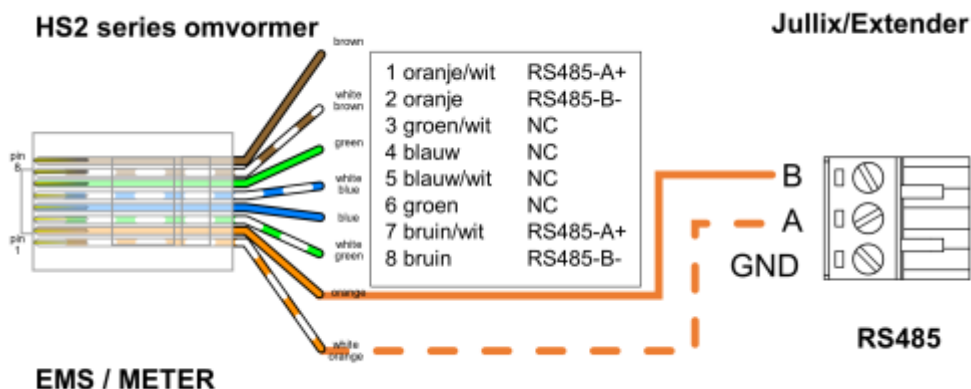 HS2 series omvormer
Jullix/Extender
brown
white
brown
green
white
blue
blue
white
green
orange
white
orange
pin
8
pin
1
1 oranje/wit RS485-A+
2 oranje RS485-B-
3 groen/wit NC
4 blauw NC
5 blauw/wit NC
6 groen NC
7 bruin/wit RS485-A+
8 bruin RS485-B-
B
A
GND
RS485
EMS / METER